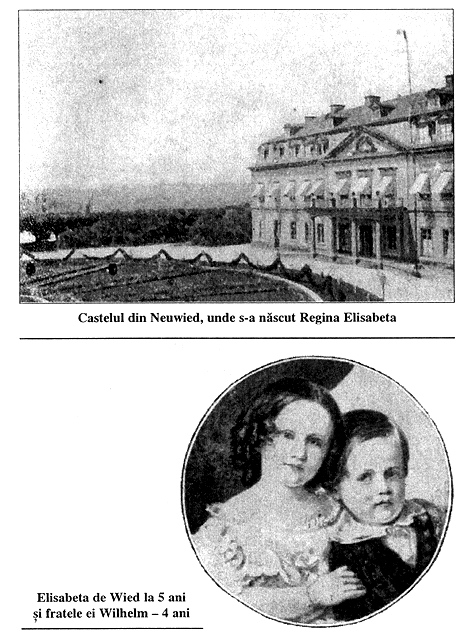 Castelul din Neuwied, unde s-a născut Regina Elisabeta
Elisabeta de Wied la 5 ani
și fratele ei Wilhelm – 4 ani